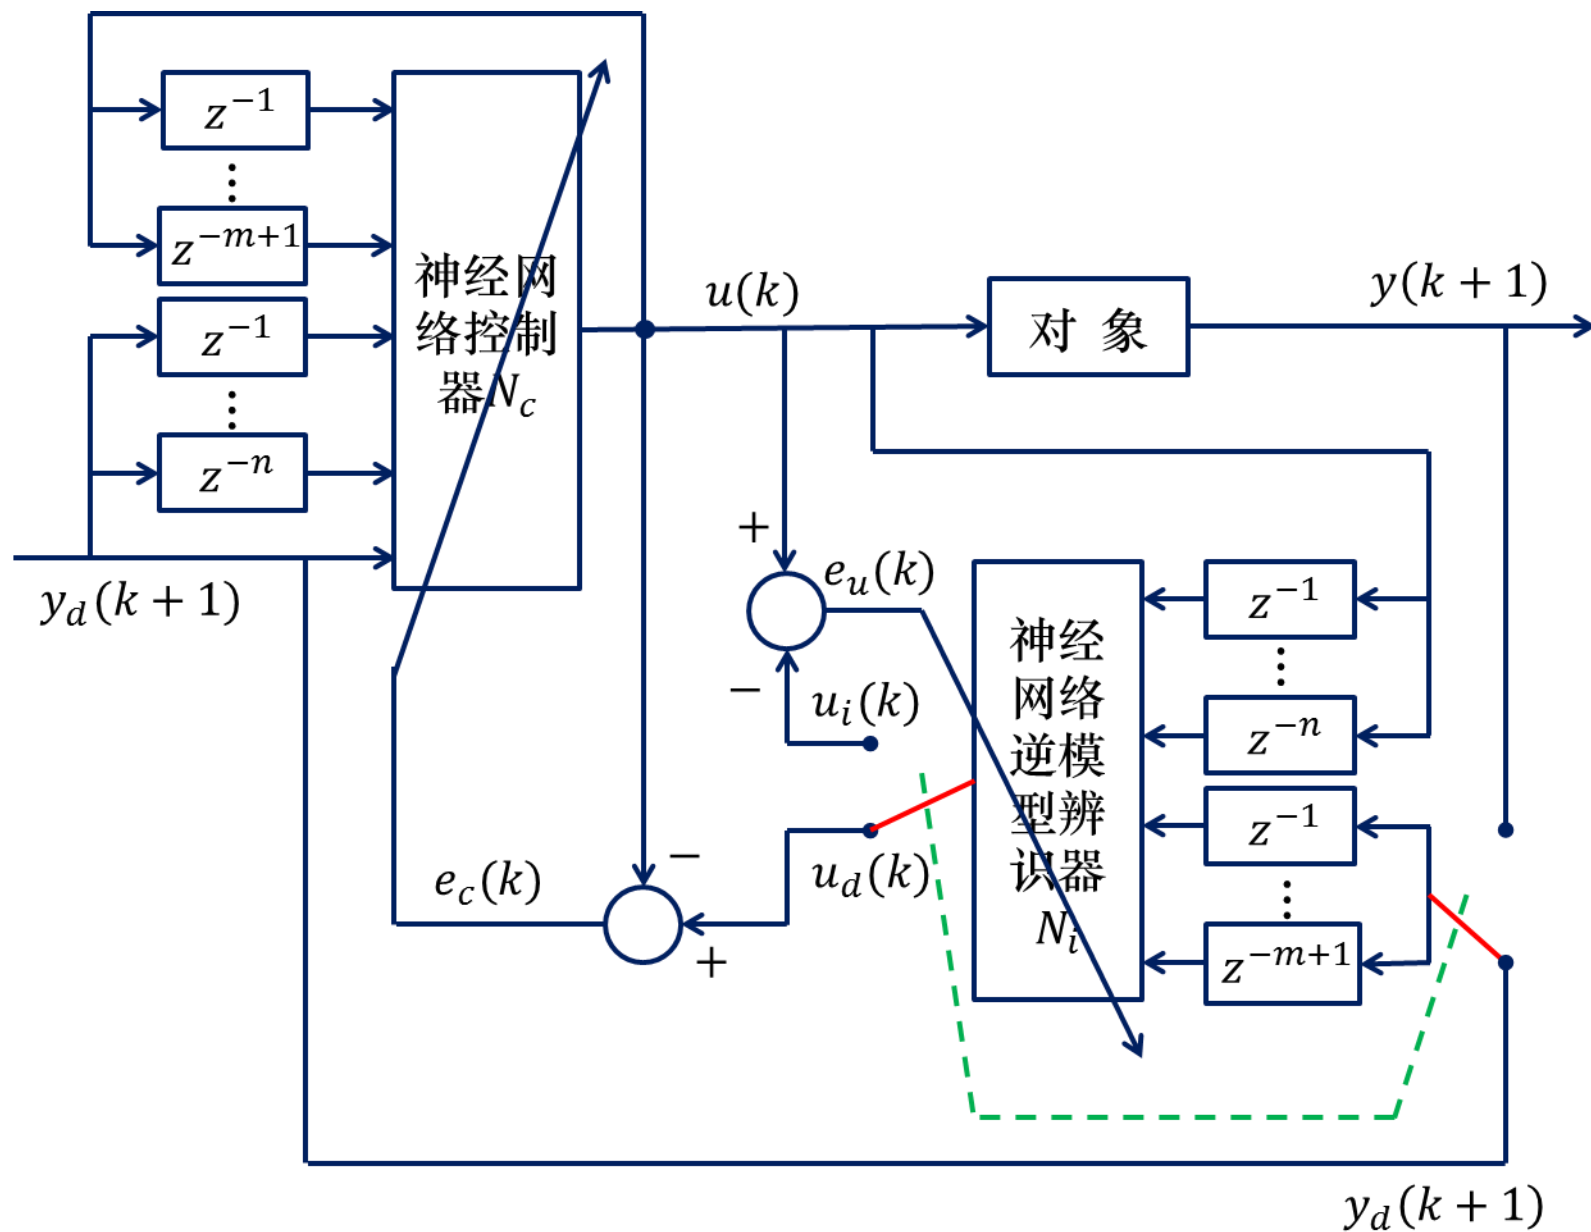 z⁻¹
⋮
z⁻ᵐ⁺¹
z⁻¹
⋮
z⁻ⁿ
y_d(k + 1)
神经网
络控制
器N_c
u(k)
对 象
y(k + 1)
+
e_u(k)
−
u_i(k)
u_d(k)
−
+
e_c(k)
神经
网络
逆模
型辨
识器
N_i
z⁻¹
⋮
z⁻ⁿ
z⁻¹
⋮
z⁻ᵐ⁺¹
y_d(k + 1)